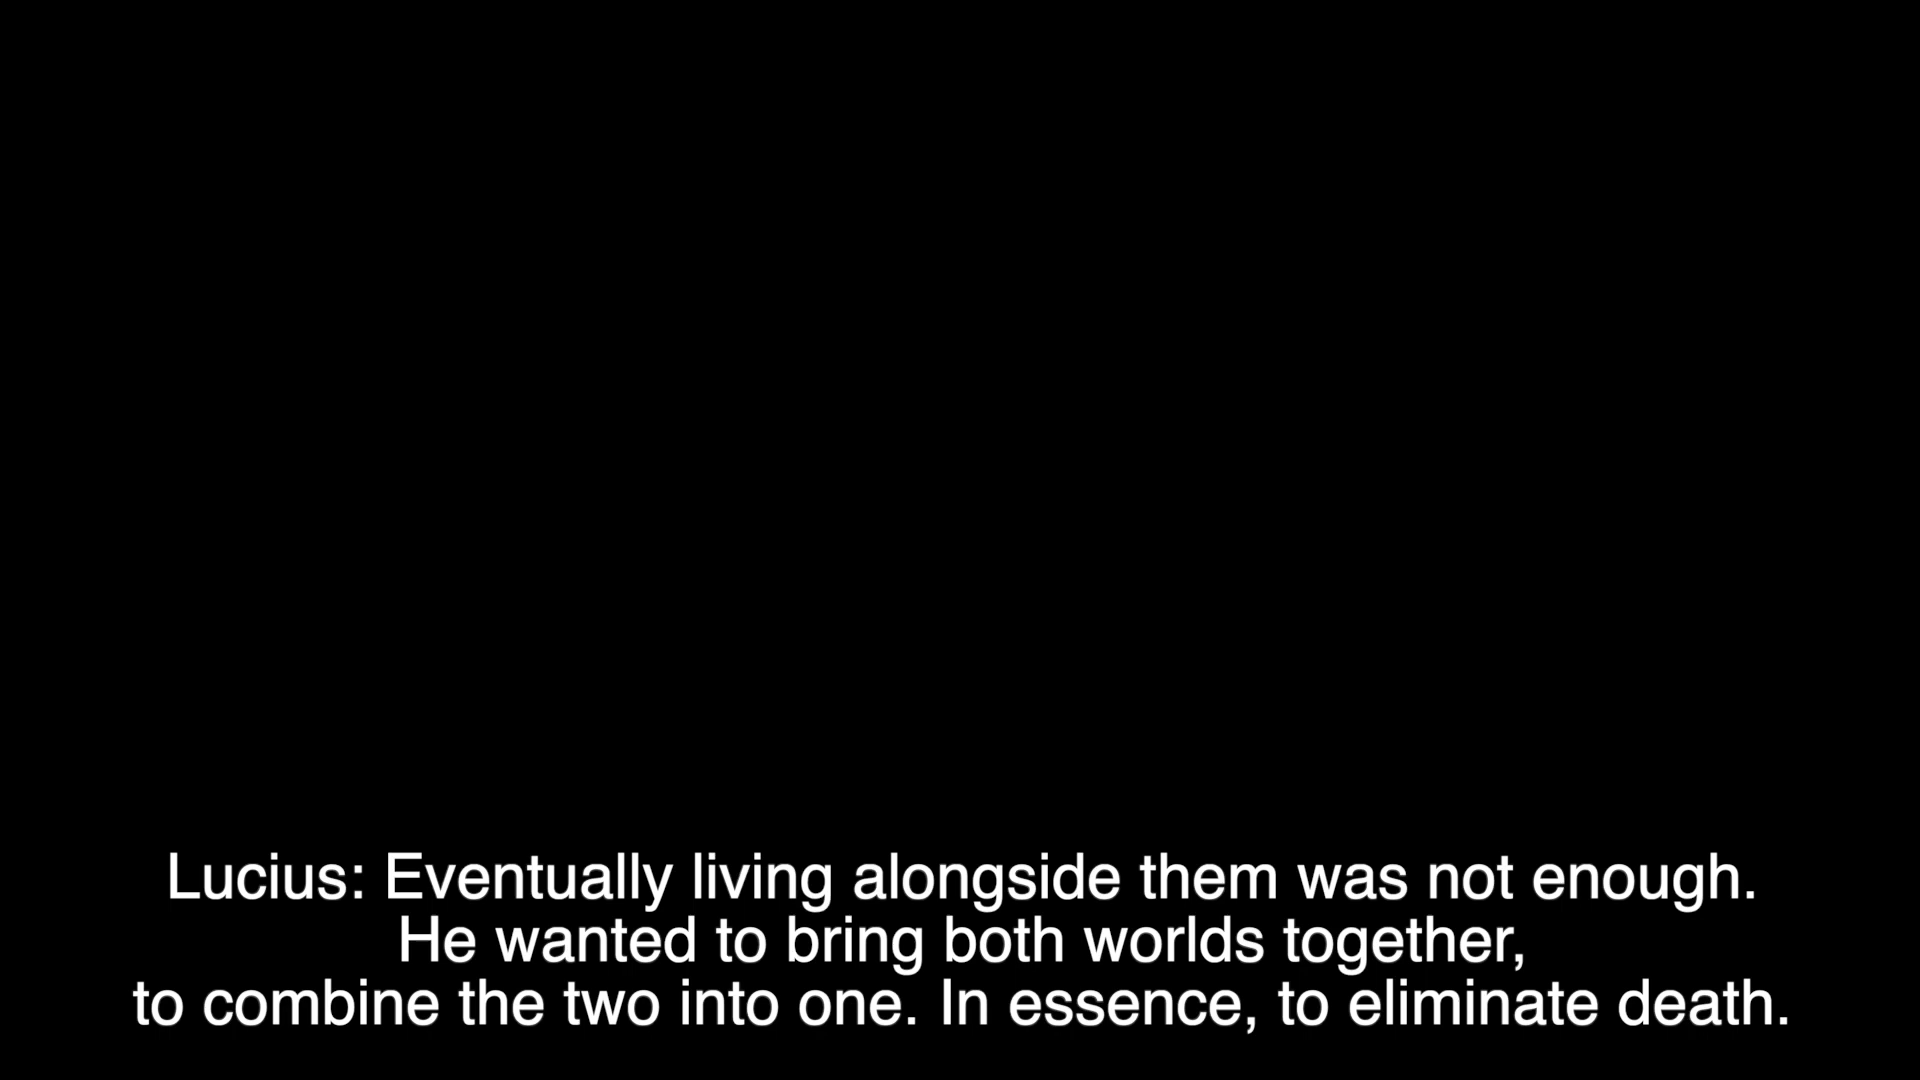 Lucius: Eventually living alongside them was not enough.
He wanted to bring both worlds together,
to combine the two into one. In essence, to eliminate death.